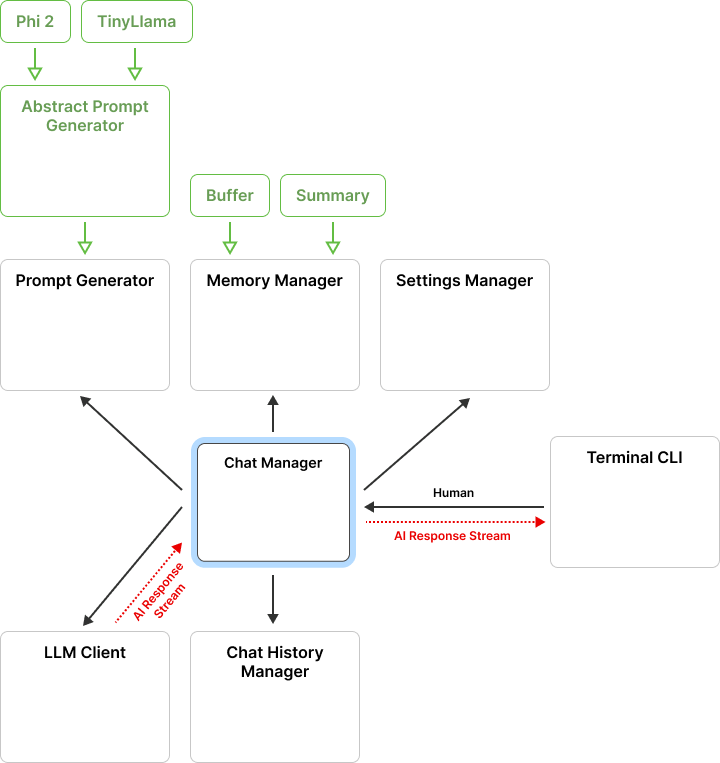 Phi 2
TinyLlama
Abstract Prompt
Generator
Buffer
Summary
Prompt Generator
Memory Manager
Settings Manager
Chat Manager
Terminal CLI
Human
AI Response Stream
AI Response
Stream
LLM Client
Chat History
Manager